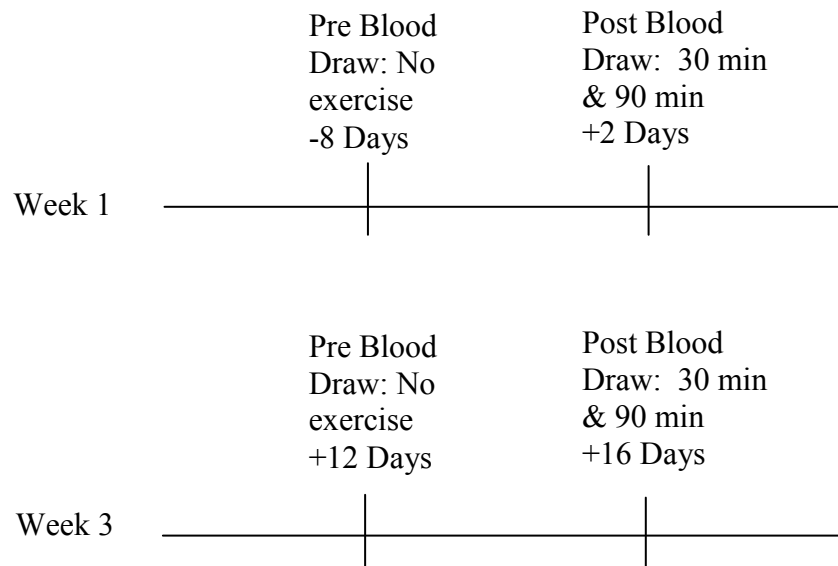 Pre Blood
Draw: No
exercise
-8 Days
Post Blood
Draw:  30 min
& 90 min
+2 Days
Week 1
Pre Blood
Draw: No
exercise
+12 Days
Post Blood
Draw:  30 min
& 90 min
+16 Days
Week 3